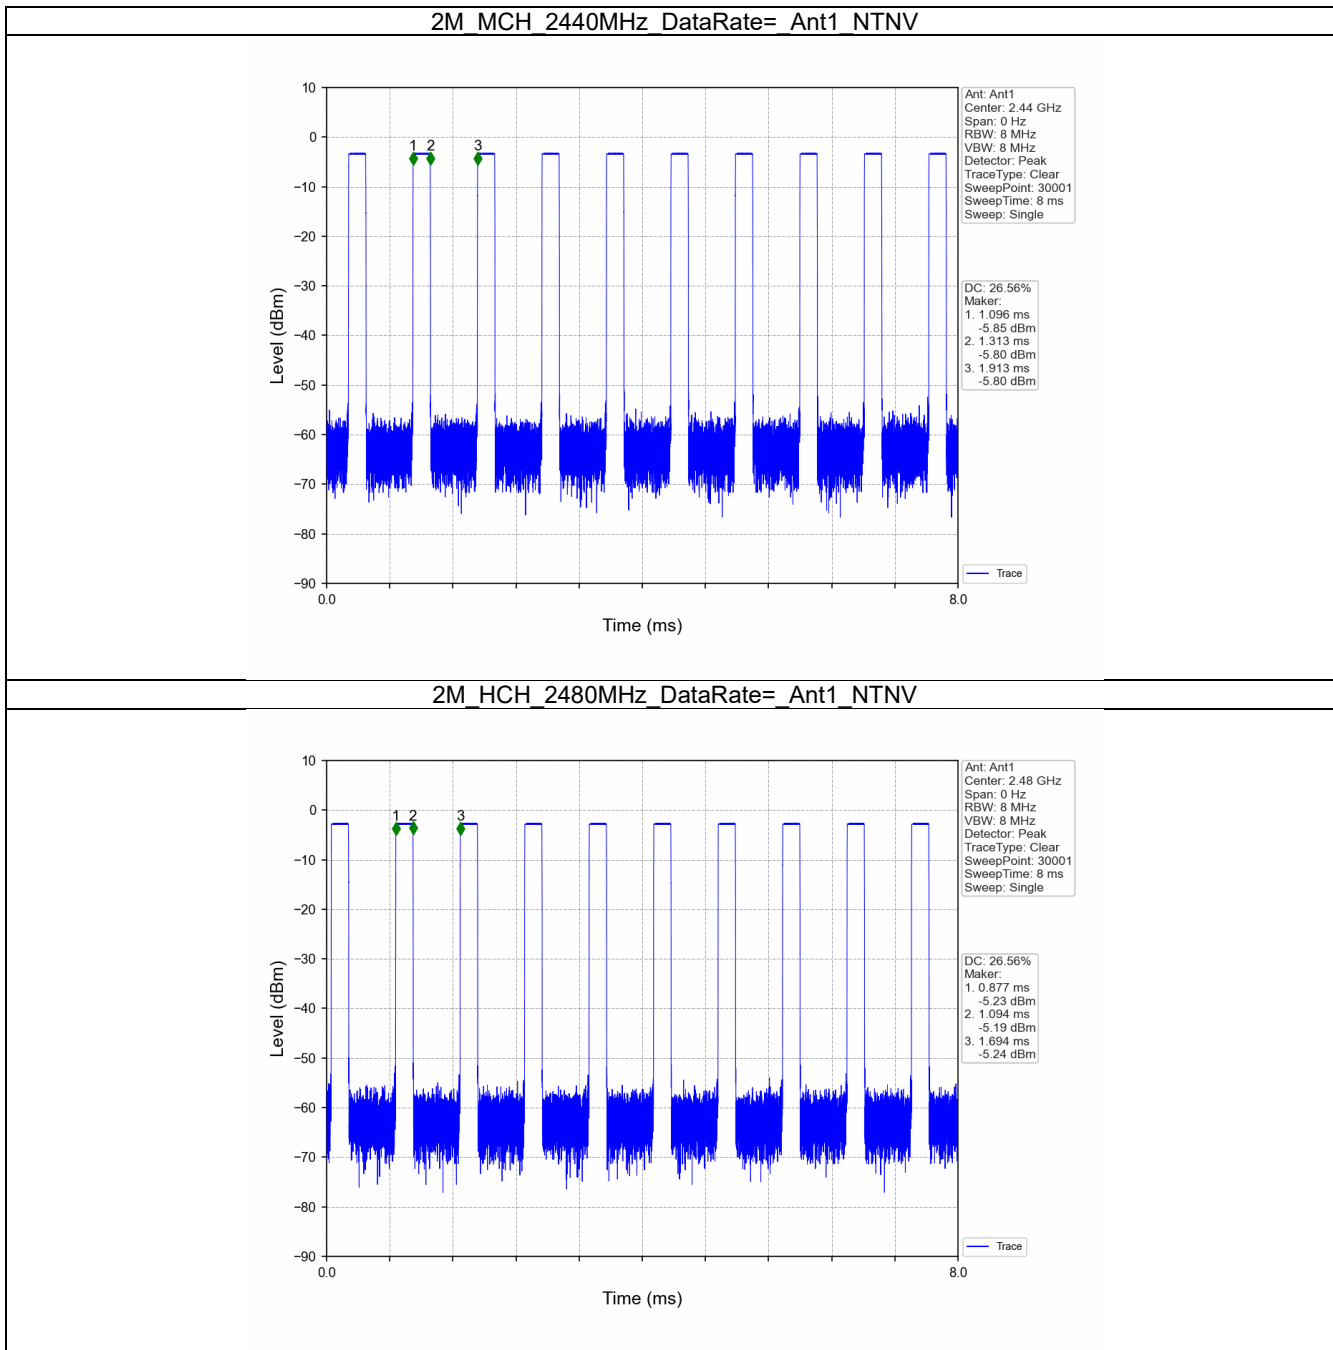 2M_MCH_2440MHz_DataRate=_Ant1_NTNV
10
0
−10
−20
−30
−40
−50
−60
−70
−80
−90
Level (dBm)
1 2 3
0.0 8.0
Time (ms)
Ant: Ant1
Center: 2.44 GHz
Span: 0 Hz
RBW: 8 MHz
VBW: 8 MHz
Detector: Peak
TraceType: Clear
SweepPoint: 30001
SweepTime: 8 ms
Sweep: Single
DC: 26.56%
Maker:
1. 1.096 ms
-5.85 dBm
2. 1.313 ms
-5.80 dBm
3. 1.913 ms
-5.80 dBm
Trace
2M_HCH_2480MHz_DataRate=_Ant1_NTNV
10
0
−10
−20
−30
−40
−50
−60
−70
−80
−90
Level (dBm)
1 2 3
0.0 8.0
Time (ms)
Ant: Ant1
Center: 2.48 GHz
Span: 0 Hz
RBW: 8 MHz
VBW: 8 MHz
Detector: Peak
TraceType: Clear
SweepPoint: 30001
SweepTime: 8 ms
Sweep: Single
DC: 26.56%
Maker:
1. 0.877 ms
-5.23 dBm
2. 1.094 ms
-5.19 dBm
3. 1.694 ms
-5.24 dBm
Trace